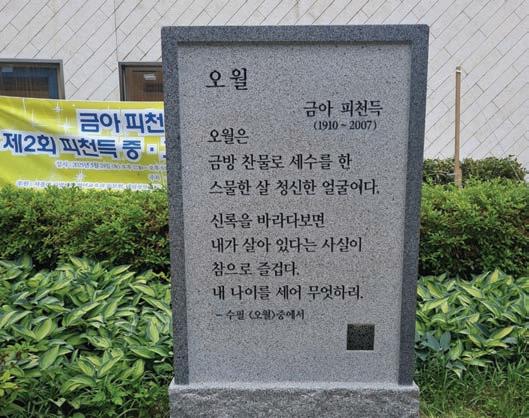 오월
금아 피천득
(1910~2007)
오월은
금방 찬물로 세수를 한
스물한 살 청신한 얼굴이다.
신록을 바라다보면
내가 살아 있다는 사실이
참으로 즐겁다.
내 나이를 세어 무엇하리.
- 수필 〈오월〉중에서
금아 피천
제2회 피천득 중·